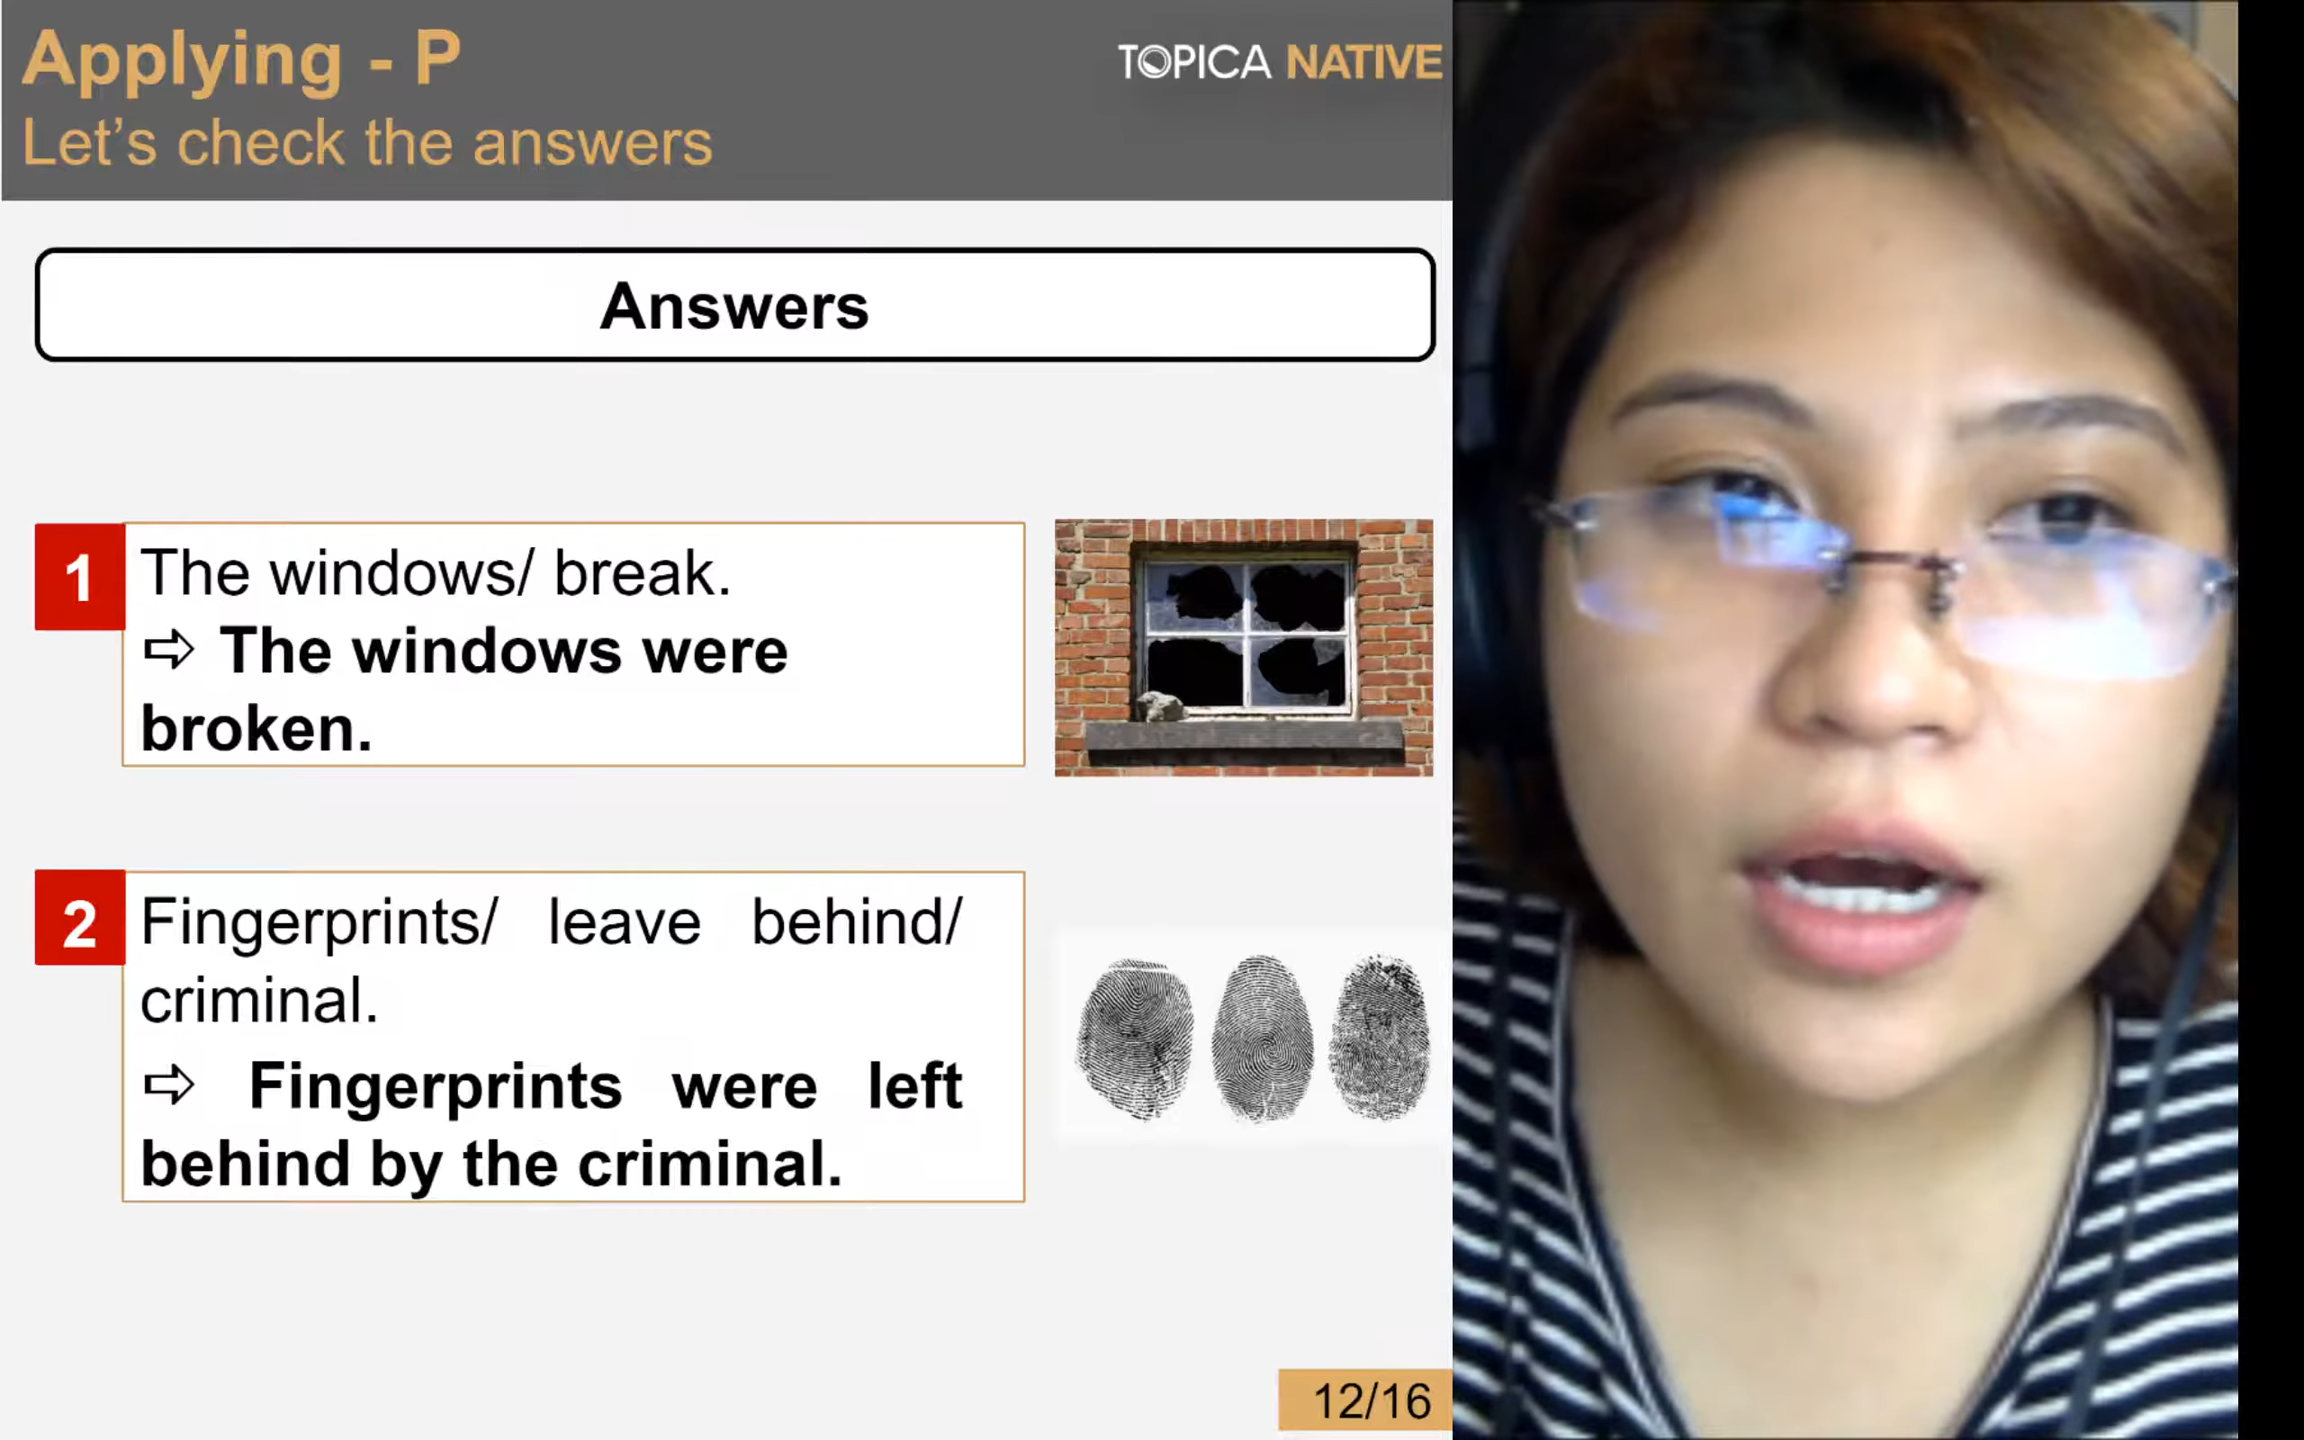 Applying - P
TOPICA NATIVE
Let’s check the answers
Answers
1
The windows/ break.
⇨ The windows were
broken.
2
Fingerprints/ leave behind/
criminal.
⇨ Fingerprints were left
behind by the criminal.
12/16